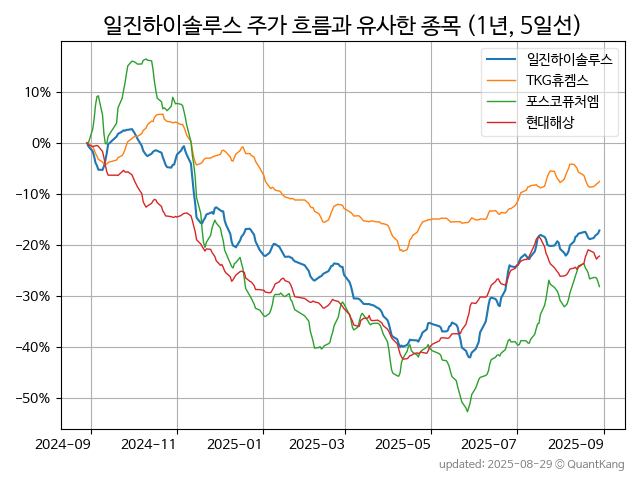 일진하이솔루스 주가 흐름과 유사한 종목 (1년, 5일선)
일진하이솔루스
TKG휴켐스
포스코퓨처엠
현대해상
10%
0%
−10%
−20%
−30%
−40%
−50%
2024-09 2024-11 2025-01 2025-03 2025-05 2025-07 2025-09
updated: 2025-08-29 © QuantKang